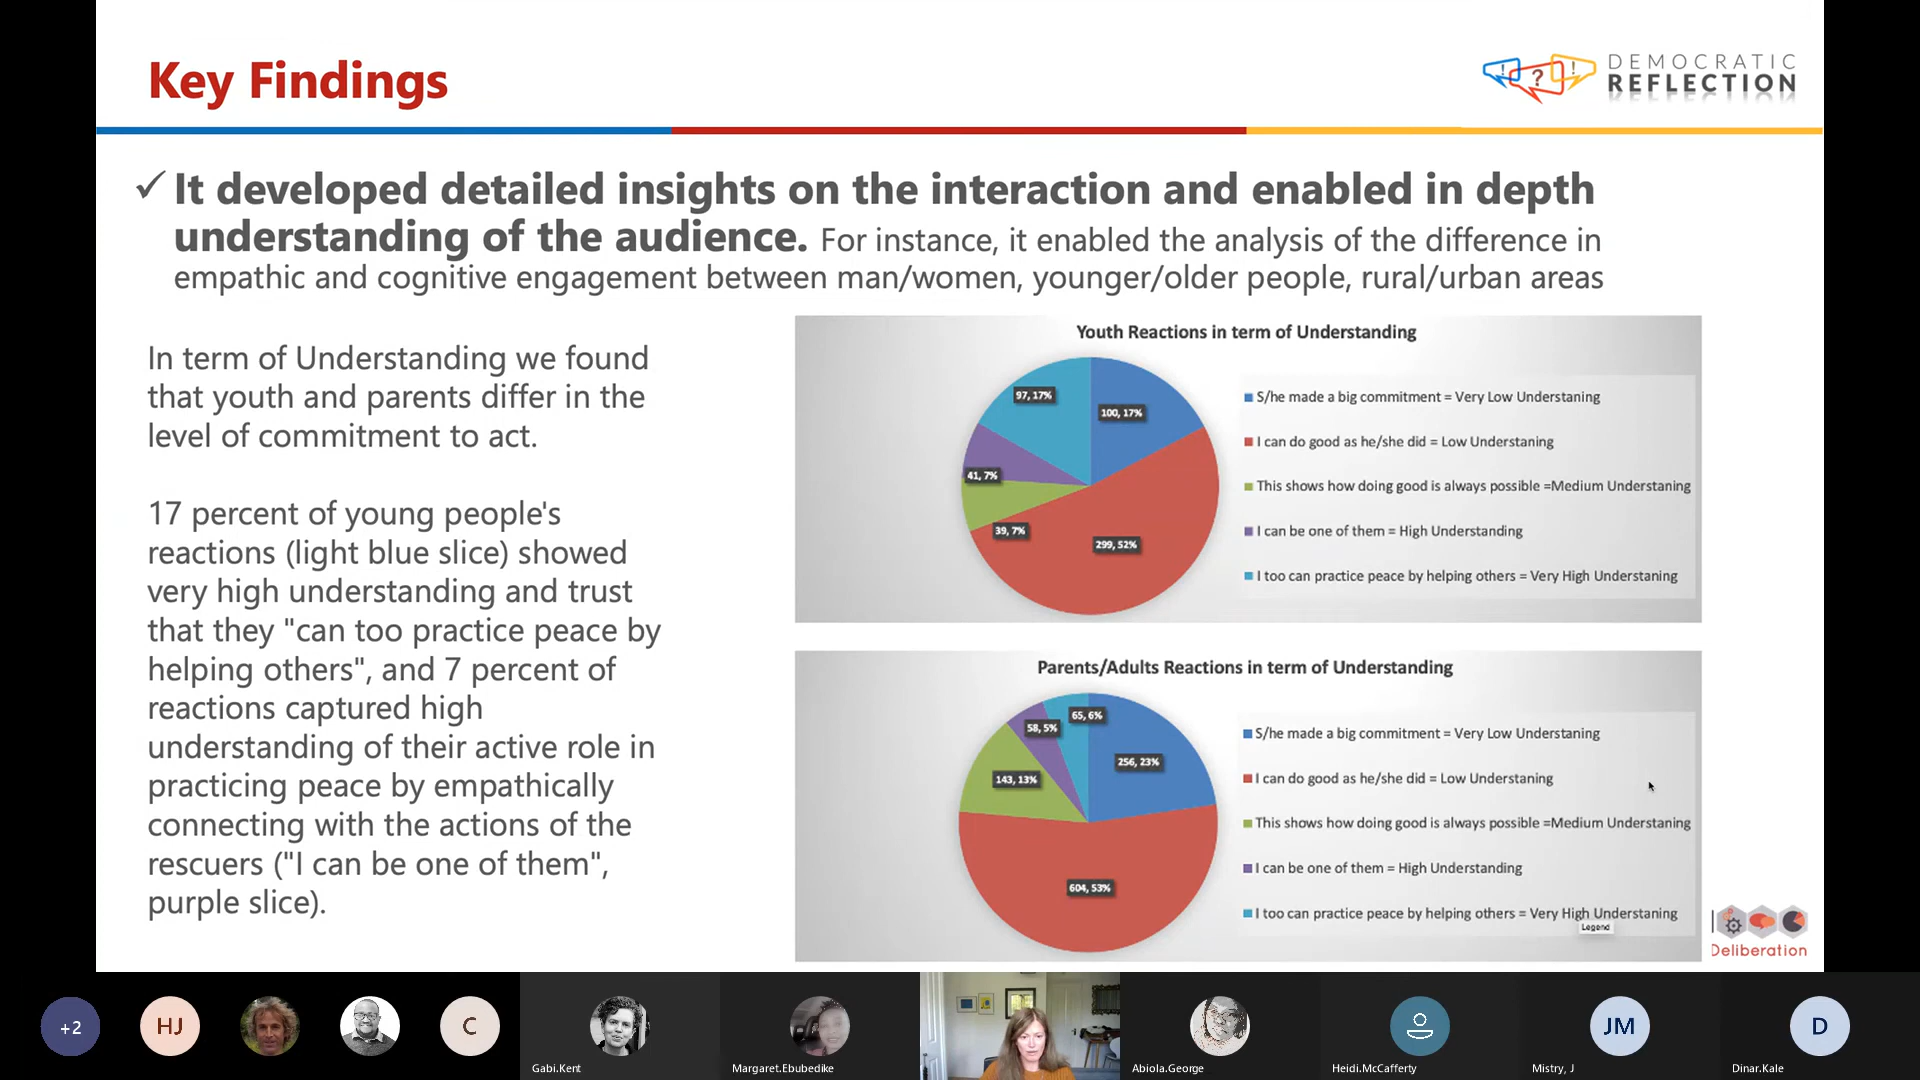 Key Findings
DEMOCRATIC
REFLECTION
! ? !
✓ It developed detailed insights on the interaction and enabled in depth
understanding of the audience. For instance, it enabled the analysis of the difference in
empathic and cognitive engagement between man/women, younger/older people, rural/urban areas
In term of Understanding we found
that youth and parents differ in the
level of commitment to act.
17 percent of young people's
reactions (light blue slice) showed
very high understanding and trust
that they "can too practice peace by
helping others", and 7 percent of
reactions captured high
understanding of their active role in
practicing peace by empathically
connecting with the actions of the
rescuers ("I can be one of them",
purple slice).
Youth Reactions in term of Understanding
97, 17%
100, 17%
41, 7%
39, 7%
299, 52%
S/he made a big commitment = Very Low Understaning
I can do good as he/she did = Low Understaning
This shows how doing good is always possible =Medium Understaning
I can be one of them = High Understanding
I too can practice peace by helping others = Very High Understaning
Parents/Adults Reactions in term of Understanding
65, 6%
58, 5%
256, 23%
143, 13%
604, 53%
S/he made a big commitment = Very Low Understaning
I can do good as he/she did = Low Understaning
This shows how doing good is always possible =Medium Understaning
I can be one of them = High Understanding
I too can practice peace by helping others = Very High Understaning
Legend
Deliberation
+2
HJ
C
Gabi.Kent
Margaret.Ebubedike
Abiola.George
Heidi.McCafferty
JM
Mistry, J
D
Dinar.Kale